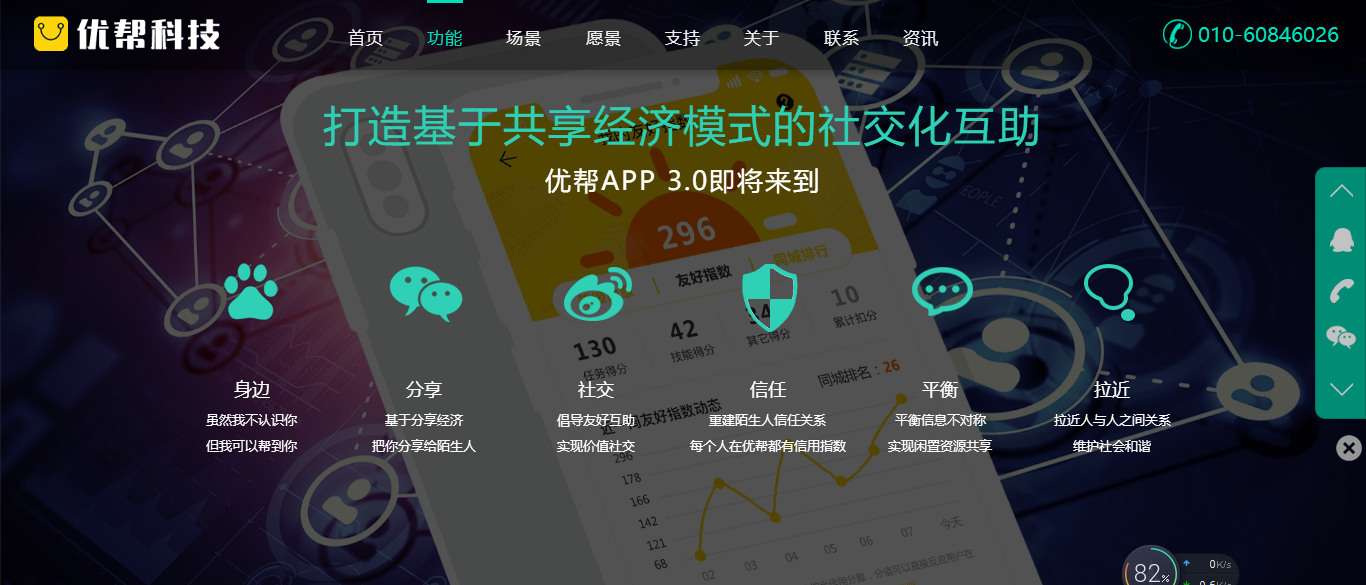 优帮科技
首页 功能 场景 愿景 支持 关于 联系 资讯
010-60846026
打造基于共享经济模式的社交化互助
优帮APP 3.0即将来到
PEOPLE
296
友好指数
同城排行
130
任务得分
42
技能得分
34
其它得分
10
累计扣分
同城排名：26
身边
虽然我不认识你
但我可以帮到你
分享
基于分享经济
把你分享给陌生人
社交
倡导友好互助
实现价值社交
信任
重建陌生人信任关系
每个人在优帮都有信用指数
平衡
平衡信息不对称
实现闲置资源共享
拉近
拉近人与人之间关系
维护社会和谐
友好指数动态
296
178
166
142
121
68
02 03 04 05 06 07 今天
82%
0K/s